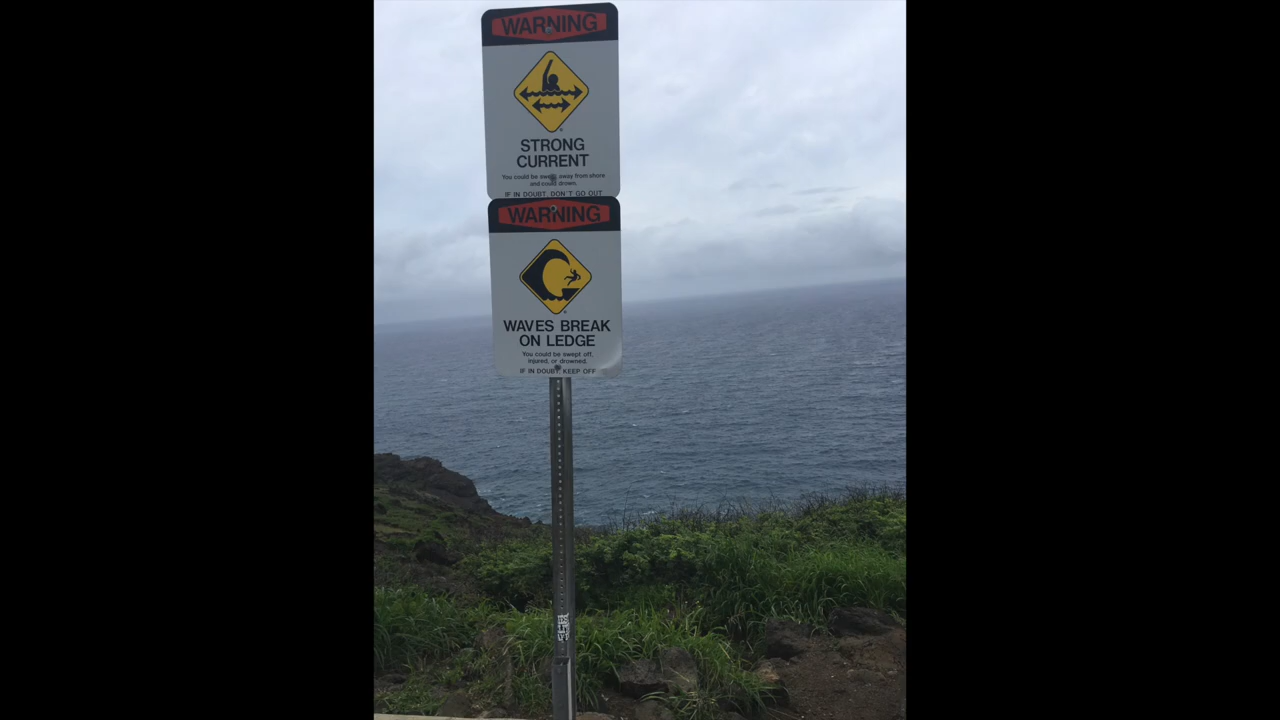 WARNING
STRONG
CURRENT
You could be swept away from shore
and could drown.
IF IN DOUBT, DON'T GO OUT
WARNING
WAVES BREAK
ON LEDGE
You could be swept off,
injured, or drowned.
IF IN DOUBT, KEEP OFF